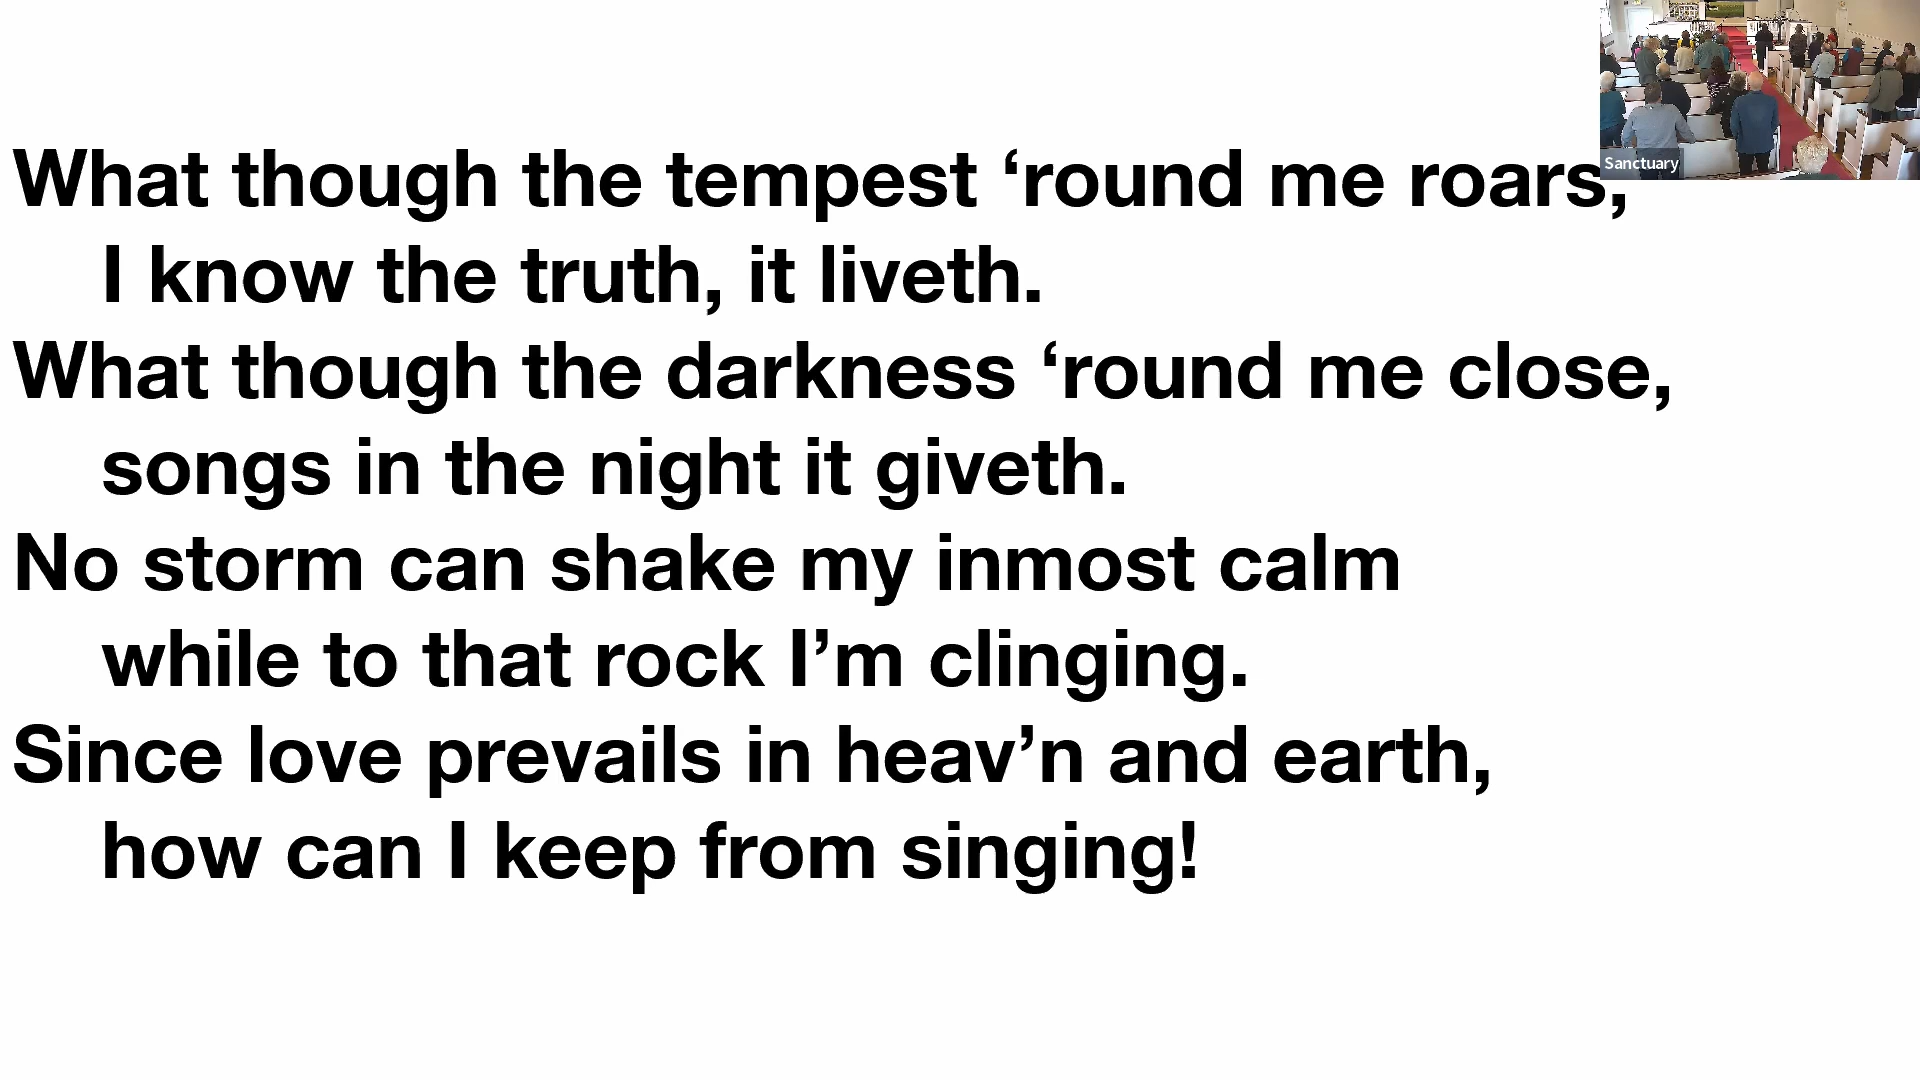 What though the tempest ‘round me roars,
I know the truth, it liveth.
What though the darkness ‘round me close,
songs in the night it giveth.
No storm can shake my inmost calm
while to that rock I’m clinging.
Since love prevails in heav’n and earth,
how can I keep from singing!
Sanctuary